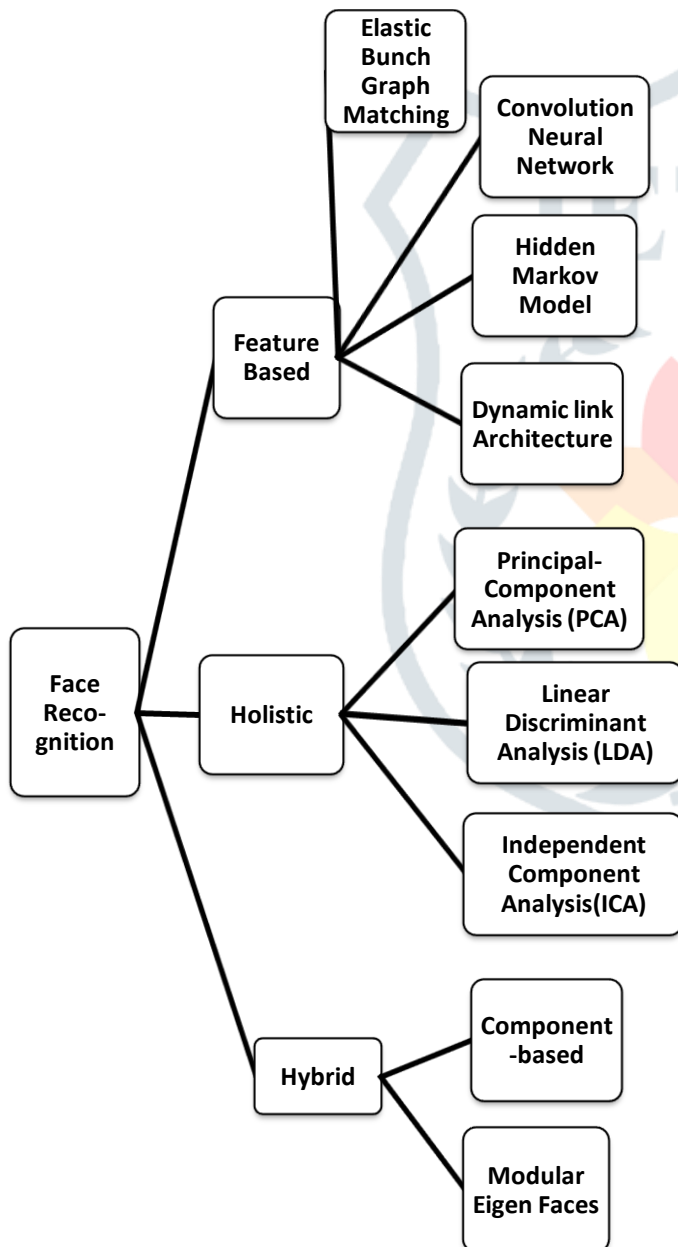 Elastic
Bunch
Graph
Matching
Convolution
Neural
Network
Hidden
Markov
Model
Feature
Based
Dynamic link
Architecture
Principal-
Component
Analysis (PCA)
Face
Reco-
gnition
Holistic
Linear
Discriminant
Analysis (LDA)
Independent
Component
Analysis(ICA)
Component
-based
Hybrid
Modular
Eigen Faces